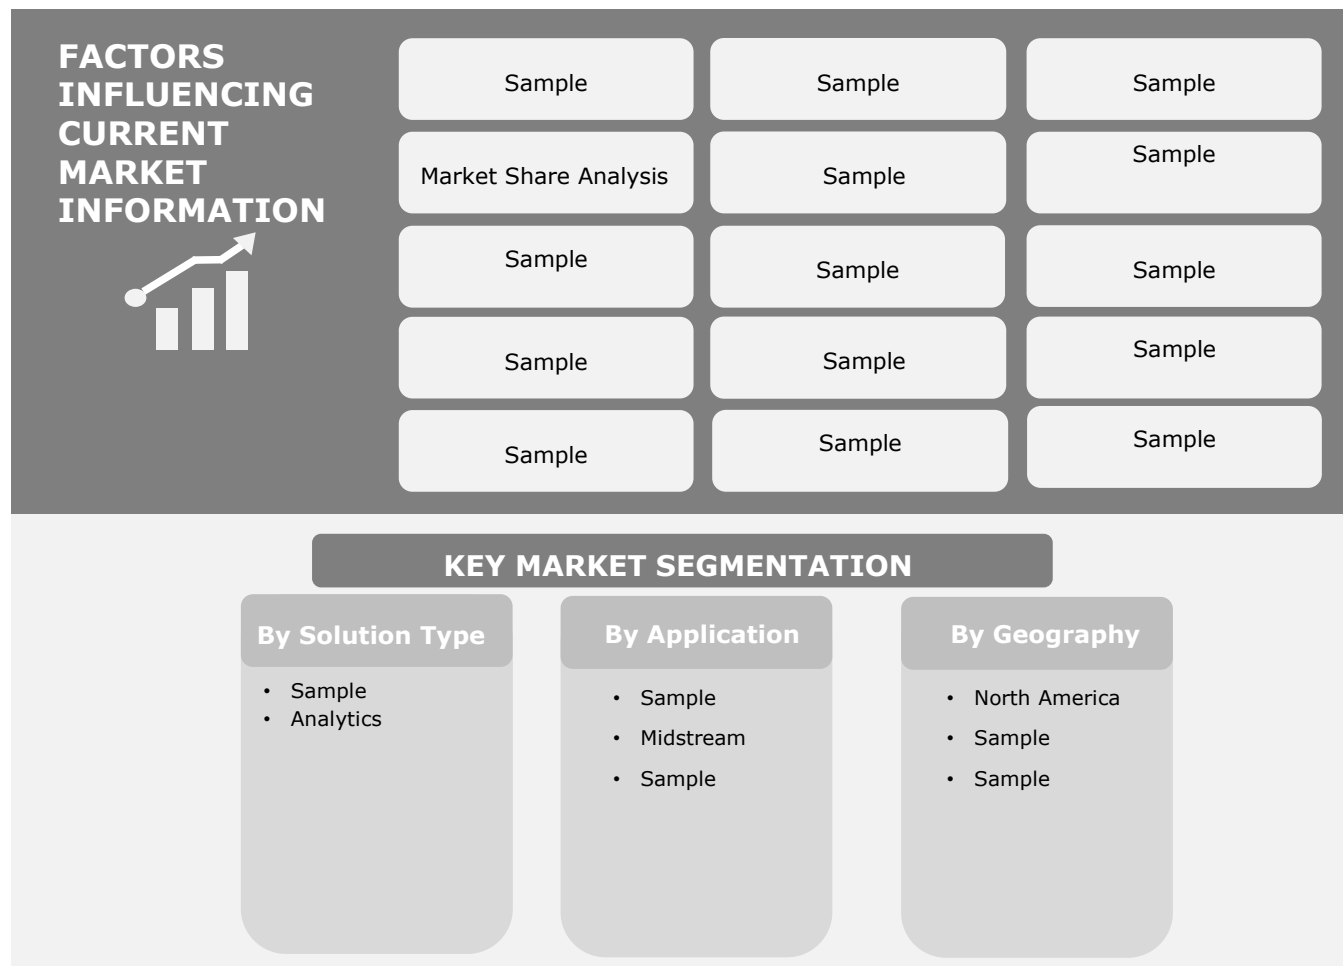 FACTORS
INFLUENCING
CURRENT
MARKET
INFORMATION
Sample
Sample
Sample
Market Share Analysis
Sample
Sample
Sample
Sample
Sample
Sample
Sample
Sample
Sample
Sample
Sample
KEY MARKET SEGMENTATION
By Solution Type
• Sample
• Analytics
By Application
• Sample
• Midstream
• Sample
By Geography
• North America
• Sample
• Sample